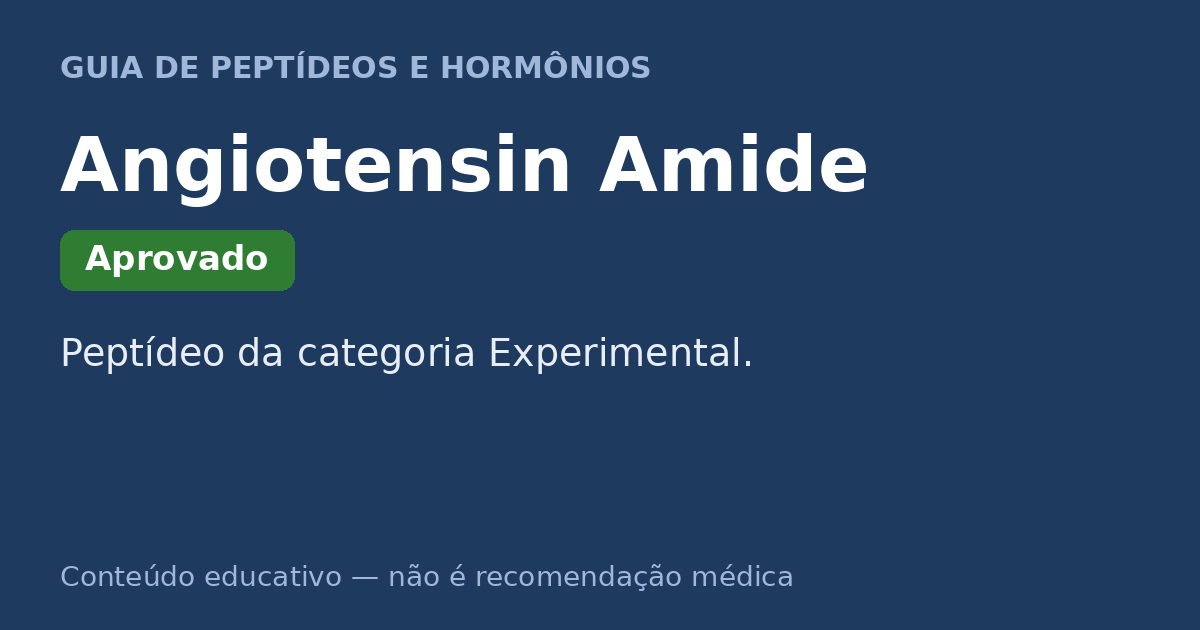 GUIA DE PEPTÍDEOS E HORMÔNIOS
Angiotensin Amide
Aprovado
Peptídeo da categoria Experimental.
Conteúdo educativo — não é recomendação médica